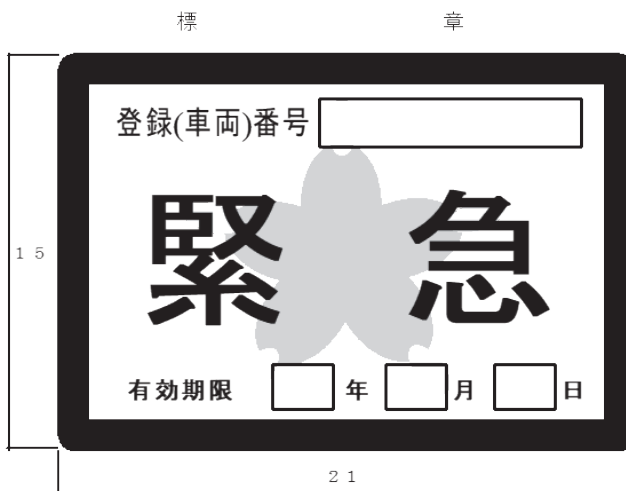 標 章
登録(車両)番号
緊 急
15
有効期限 年 月 日
21